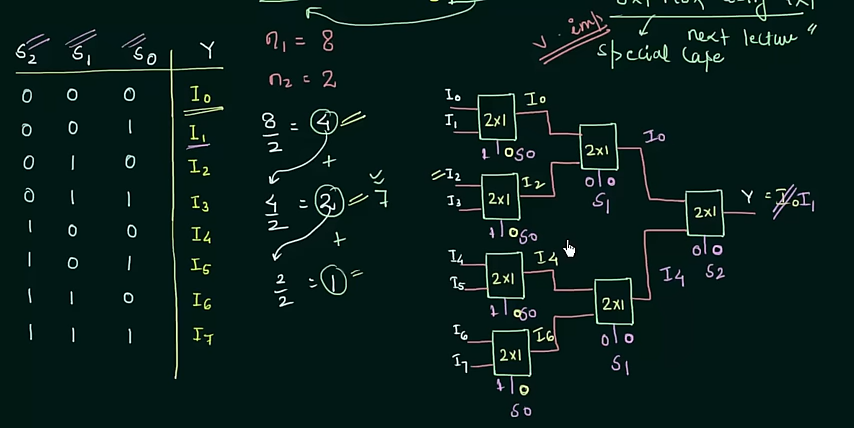 next lecture"
special case
v. imp
S2 S1 S0 Y
0 0 0 I0
0 0 1 I1
0 1 0 I2
0 1 1 I3
1 0 0 I4
1 0 1 I5
1 1 0 I6
1 1 1 I7
n1 = 8
n2 = 2
8/2 = 4
+
4/2 = 2 = 7
+
2/2 = 1 =
I0
I1
2x1
I0
1 0 S0
I2
I3
2x1
I2
1 0 S0
2x1
0 0
S1
I0
I4
I5
2x1
I4
1 0 S0
I6
I7
2x1
I6
1 0
S0
2x1
0 0
S1
I4
2x1
0 0
S2
Y = I0 I1